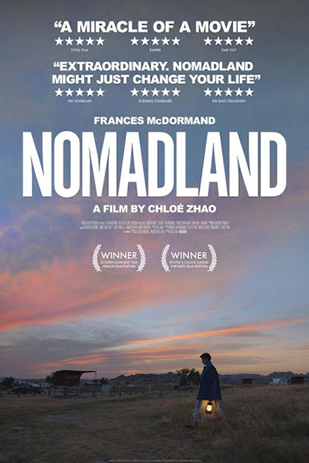 “A MIRACLE OF A MOVIE”
★★★★★ ★★★★★ ★★★★★
TOTAL FILM EMPIRE TIME OUT
“EXTRAORDINARY. NOMADLAND
MIGHT JUST CHANGE YOUR LIFE”
★★★★★ ★★★★★ ★★★★★
THE GUARDIAN EVENING STANDARD THE DAILY TELEGRAPH
FRANCES McDORMAND
NOMADLAND
A FILM BY CHLOÉ ZHAO
WINNER
GOLDEN LION BEST FILM
VENICE FILM FESTIVAL
WINNER
PEOPLE'S CHOICE AWARD
TORONTO FILM FESTIVAL